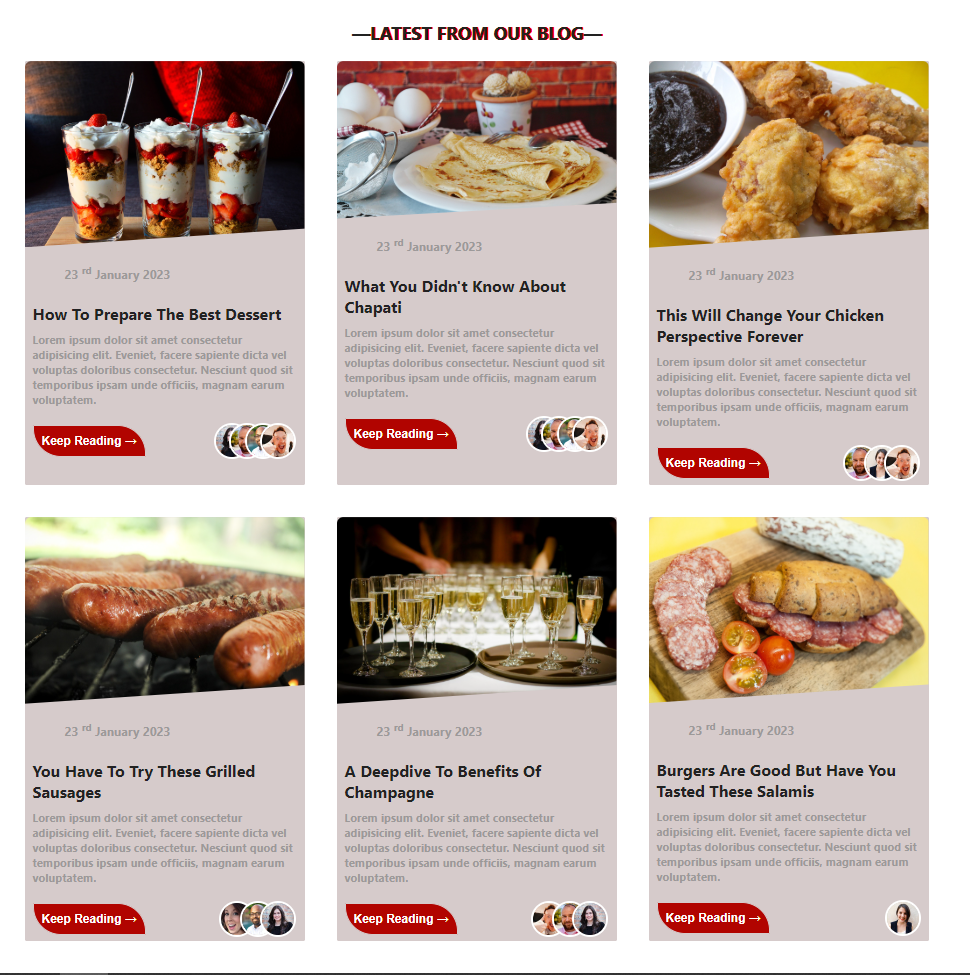 —LATEST FROM OUR BLOG—
23 rd January 2023
How To Prepare The Best Dessert
Lorem ipsum dolor sit amet consectetur
adipisicing elit. Eveniet, facere sapiente dicta vel
voluptas doloribus consectetur. Nesciunt quod sit
temporibus ipsam unde officiis, magnam earum
voluptatem.
Keep Reading →
23 rd January 2023
What You Didn't Know About
Chapati
Lorem ipsum dolor sit amet consectetur
adipisicing elit. Eveniet, facere sapiente dicta vel
voluptas doloribus consectetur. Nesciunt quod sit
temporibus ipsam unde officiis, magnam earum
voluptatem.
Keep Reading →
23 rd January 2023
This Will Change Your Chicken
Perspective Forever
Lorem ipsum dolor sit amet consectetur
adipisicing elit. Eveniet, facere sapiente dicta vel
voluptas doloribus consectetur. Nesciunt quod sit
temporibus ipsam unde officiis, magnam earum
voluptatem.
Keep Reading →
23 rd January 2023
You Have To Try These Grilled
Sausages
Lorem ipsum dolor sit amet consectetur
adipisicing elit. Eveniet, facere sapiente dicta vel
voluptas doloribus consectetur. Nesciunt quod sit
temporibus ipsam unde officiis, magnam earum
voluptatem.
Keep Reading →
23 rd January 2023
A Deepdive To Benefits Of
Champagne
Lorem ipsum dolor sit amet consectetur
adipisicing elit. Eveniet, facere sapiente dicta vel
voluptas doloribus consectetur. Nesciunt quod sit
temporibus ipsam unde officiis, magnam earum
voluptatem.
Keep Reading →
23 rd January 2023
Burgers Are Good But Have You
Tasted These Salamis
Lorem ipsum dolor sit amet consectetur
adipisicing elit. Eveniet, facere sapiente dicta vel
voluptas doloribus consectetur. Nesciunt quod sit
temporibus ipsam unde officiis, magnam earum
voluptatem.
Keep Reading →